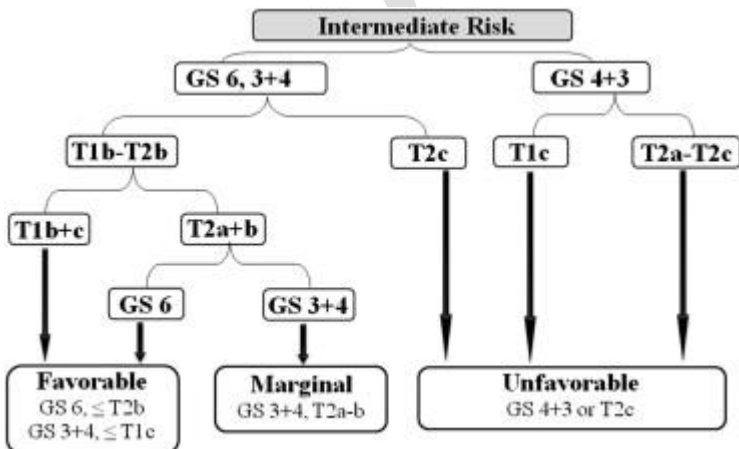 Intermediate Risk
GS 6, 3+4
GS 4+3
T1b-T2b
T2c
T1c
T2a-T2c
T1b+c
T2a+b
GS 6
GS 3+4
Favorable
GS 6, ≤ T2b
GS 3+4, ≤ T1c
Marginal
GS 3+4, T2a-b
Unfavorable
GS 4+3 or T2c